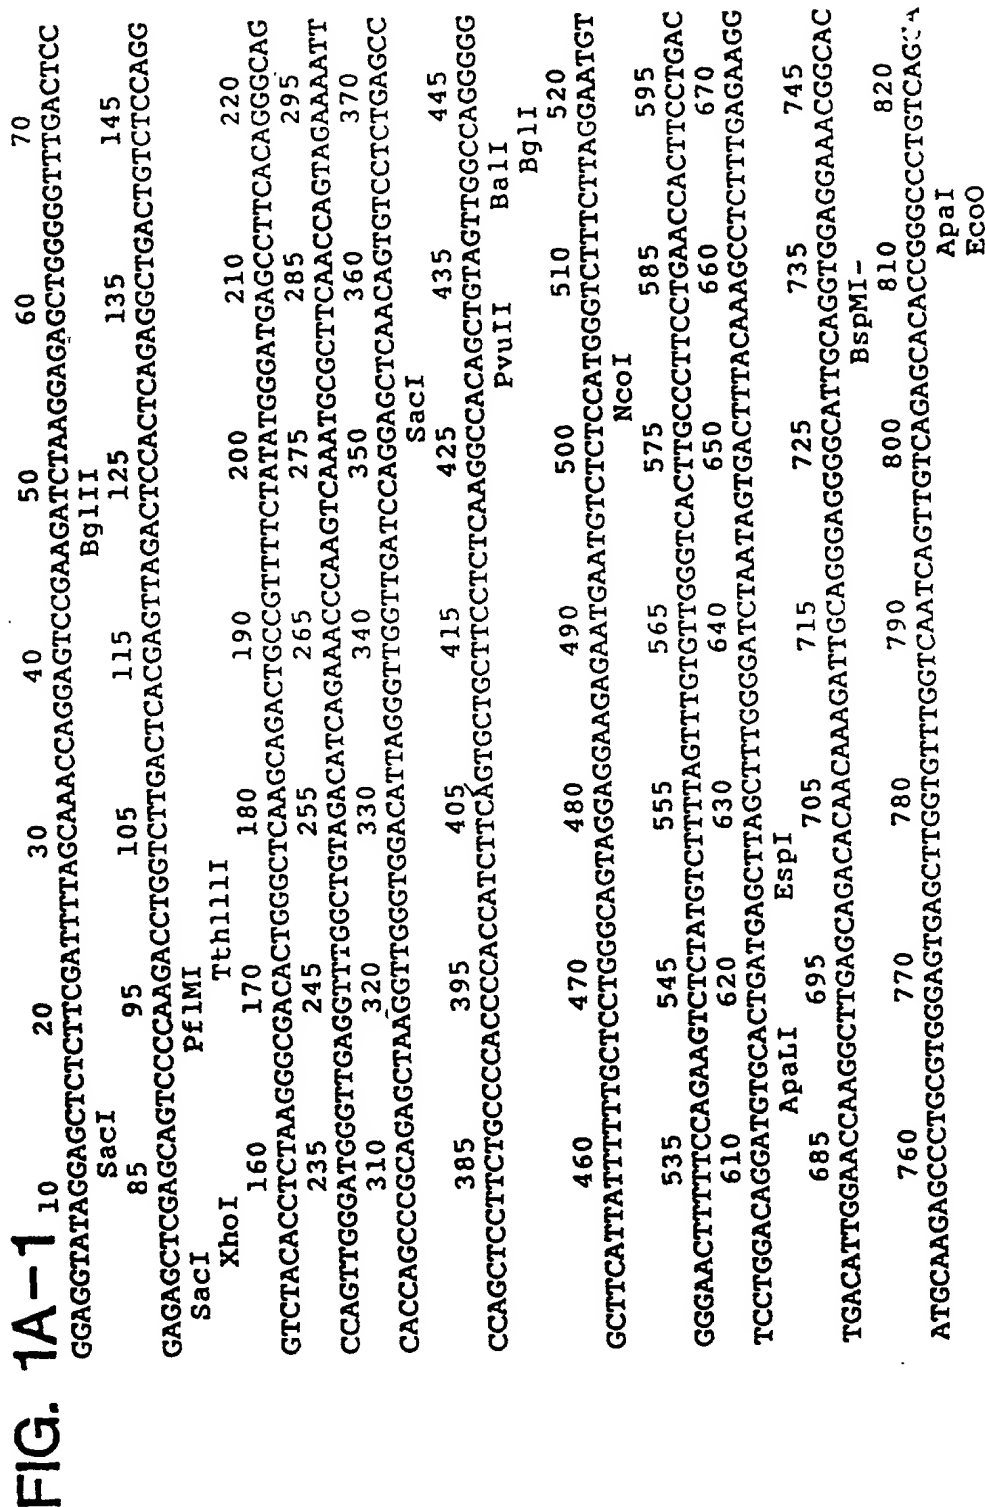 FIG. 1A-1
10 20 30 40 50 60 70
GGAGGTATAGGAGCTCTCTTCGATTTTAGCAAACCAGGAGTCCGAAGATCTAAGGAGAGCTGGGGGTTTGACTCC
SacI BglII
85 95 105 115 125 135 145
GAGAGCTCGAGCAGTCCCCAAGACCTGGTCTTGACTCACGAGTTAGACTCCACTCAGAGGCTGACTGTCTCCAGG
SacI PflMI
XhoI Tth111I
160 170 180 190 200 210 220
GTCTACACCTCTAAGGGCGACACTGGGCTCAAGCAGACTGCCGTTTTCTATATGGGATGAGCCTTCACAGGGCAG
235 245 255 265 275 285 295
CCAGTTGGGATGGGTTGAGGTTTGGCTGTAGACATCAGAAACCCAAGTCAAATGCGCTTCAACCAGTAGAAAATT
310 320 330 340 350 360 370
CACCAGCCCGCAGAGCTAAGGTTGGGTGGACATTAGGGTTGGTTGATCCAGGAGCTCAACAGTGTCCTCTGAGCC
SacI
385 395 405 415 425 435 445
CCAGCTCCTTCTGCCCCACCCCACCATCTTCAGTGCTGCTTCCTCTCAAGGCCACAGCTGTAGTTGGCCAGGGGG
PvuII BalI
BglI
460 470 480 490 500 510 520
GCTTCATTATTTTTGCTCCTGGGCAGTAGGAGGAAGAGAATGAATGTCTCTCCATGGGTCTTTCTTAGGAATGT
NcoI
535 545 555 565 575 585 595
GGGAACTTTTTCCAGAAGTCTCTATGTCTTTTAGTTTGTGTTGGGTCACTTGCCCTTCCTGAACCACTTCCTGAC
610 620 630 640 650 660 670
TCCTGGACAGGATGTGCACTGATGAGCTTAGCTTTGGGGATCTAATAGTGACTTTACAAAGCCTCTTTGAGAAGG
ApaLI EspI
685 695 705 715 725 735 745
TGACATTGGAACCAAGGCTTGAGCAGACACAACAAAGATTGCAGGGAGGGGCATTGCAGGTGGAGGAAACGGCAC
BspMI-
760 770 780 790 800 810 820
ATGCAAGAGCCCTGCGTGGGAGTGAGCTTGGTGTTTGGTCAATCAGTTGTCAGAGCACACCGGGCCCTGTCAGCA
ApaI
EcoO